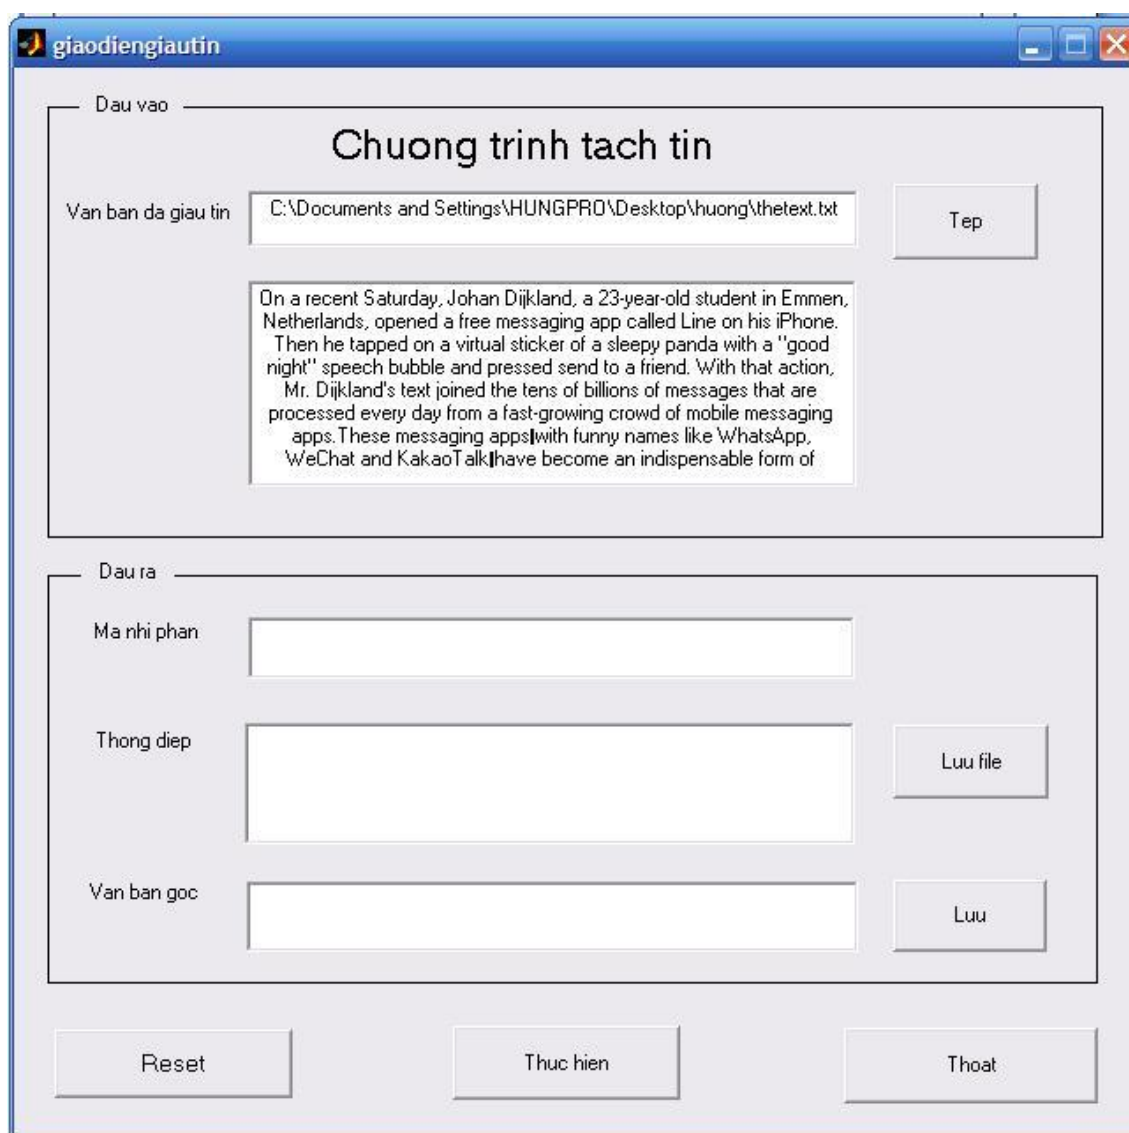 giaodiengiautin
Dau vao
Chuong trinh tach tin
Van ban da giau tin
C:\Documents and Settings\HUNGPRO\Desktop\huong\thetext.txt
Tep
On a recent Saturday, Johan Dijkland, a 23-year-old student in Emmen,
Netherlands, opened a free messaging app called Line on his iPhone.
Then he tapped on a virtual sticker of a sleepy panda with a "good
night" speech bubble and pressed send to a friend. With that action,
Mr. Dijkland's text joined the tens of billions of messages that are
processed every day from a fast-growing crowd of mobile messaging
apps.These messaging apps|with funny names like WhatsApp,
WeChat and KakaoTalk|have become an indispensable form of
Dau ra
Ma nhi phan
Thong diep
Luu file
Van ban goc
Luu
Reset
Thuc hien
Thoat